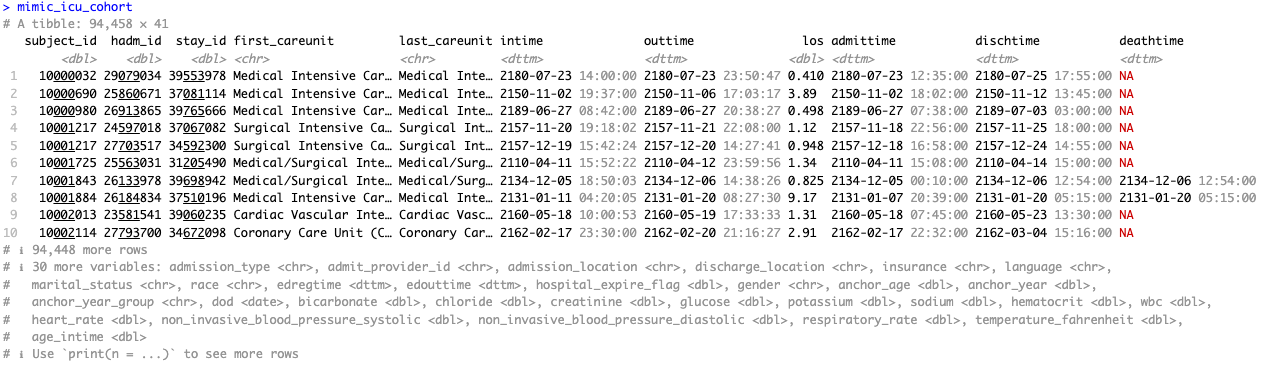 > mimic_icu_cohort
# A tibble: 94,458 × 41
subject_id hadm_id stay_id first_careunit last_careunit intime outtime los admittime dischtime deathtime
<dbl> <dbl> <dbl> <chr> <chr> <dttm> <dttm> <dbl> <dttm> <dttm> <dttm>
1 10000032 29079034 39553978 Medical Intensive Car… Medical Inte… 2180-07-23 14:00:00 2180-07-23 23:50:47 0.410 2180-07-23 12:35:00 2180-07-25 17:55:00 NA
2 10000690 25860671 37081114 Medical Intensive Car… Medical Inte… 2150-11-02 19:37:00 2150-11-06 17:03:17 3.89 2150-11-02 18:02:00 2150-11-12 13:45:00 NA
3 10000980 26913865 39765666 Medical Intensive Car… Medical Inte… 2189-06-27 08:42:00 2189-06-27 20:38:27 0.498 2189-06-27 07:38:00 2189-07-03 03:00:00 NA
4 10001217 24597018 37067082 Surgical Intensive Ca… Surgical Int… 2157-11-20 19:18:02 2157-11-21 22:08:00 1.12 2157-11-18 22:56:00 2157-11-25 18:00:00 NA
5 10001217 27703517 34592300 Surgical Intensive Ca… Surgical Int… 2157-12-19 15:42:24 2157-12-20 14:27:41 0.948 2157-12-18 16:58:00 2157-12-24 14:55:00 NA
6 10001725 25563031 31205490 Medical/Surgical Inte… Medical/Surg… 2110-04-11 15:52:22 2110-04-12 23:59:56 1.34 2110-04-11 15:08:00 2110-04-14 15:00:00 NA
7 10001843 26133978 39698942 Medical/Surgical Inte… Medical/Surg… 2134-12-05 18:50:03 2134-12-06 14:38:26 0.825 2134-12-05 00:10:00 2134-12-06 12:54:00 2134-12-06 12:54:00
8 10001884 26184834 37510196 Medical Intensive Car… Medical Inte… 2131-01-11 04:20:05 2131-01-20 08:27:30 9.17 2131-01-07 20:39:00 2131-01-20 05:15:00 2131-01-20 05:15:00
9 10002013 23581541 39060235 Cardiac Vascular Inte… Cardiac Vasc… 2160-05-18 10:00:53 2160-05-19 17:33:33 1.31 2160-05-18 07:45:00 2160-05-23 13:30:00 NA
10 10002114 27793700 34672098 Coronary Care Unit (C… Coronary Car… 2162-02-17 23:30:00 2162-02-20 21:16:27 2.91 2162-02-17 22:32:00 2162-03-04 15:16:00 NA
# ℹ 94,448 more rows
# ℹ 30 more variables: admission_type <chr>, admit_provider_id <chr>, admission_location <chr>, discharge_location <chr>, insurance <chr>, language <chr>,
# marital_status <chr>, race <chr>, edregtime <dttm>, edouttime <dttm>, hospital_expire_flag <dbl>, gender <chr>, anchor_age <dbl>, anchor_year <dbl>,
# anchor_year_group <chr>, dod <date>, bicarbonate <dbl>, chloride <dbl>, creatinine <dbl>, glucose <dbl>, potassium <dbl>, sodium <dbl>, hematocrit <dbl>, wbc <dbl>,
# heart_rate <dbl>, non_invasive_blood_pressure_systolic <dbl>, non_invasive_blood_pressure_diastolic <dbl>, respiratory_rate <dbl>, temperature_fahrenheit <dbl>,
# age_intime <dbl>
# ℹ Use `print(n = ...)` to see more rows